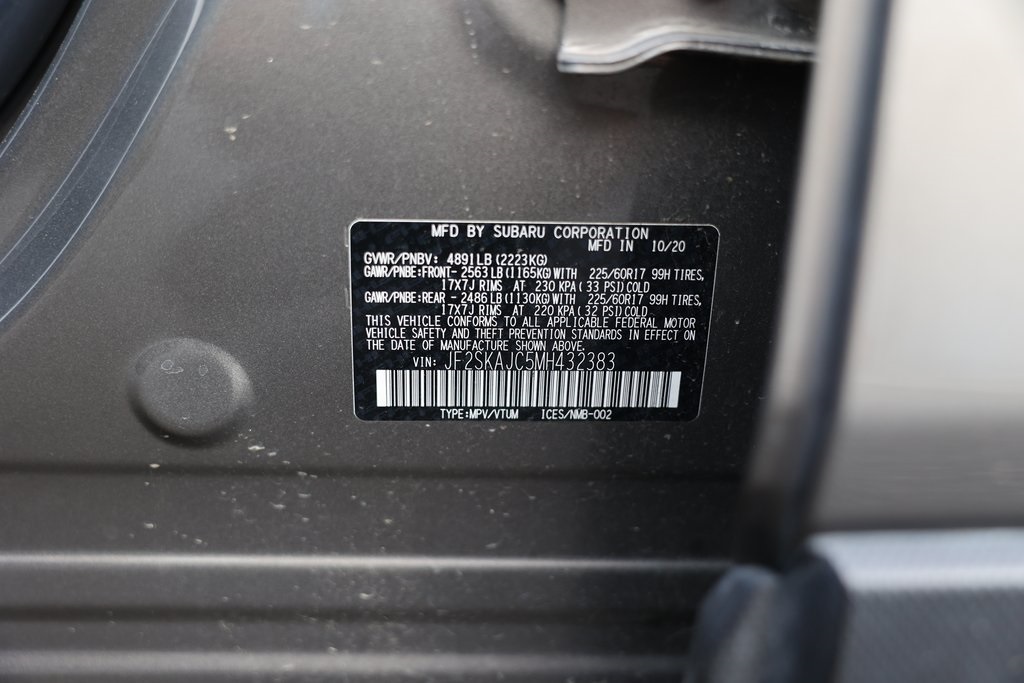 MFD BY SUBARU CORPORATION
MFD IN 10/20
GVWR/PNBV: 4891LB(2223KG)
GAWR/PNBE:FRONT- 2563LB(1165KG)WITH 225/60R17 99H TIRES,
17X7J RIMS AT 230 KPA( 33 PSI)COLD
GAWR/PNBE:REAR - 2486LB(1130KG)WITH 225/60R17 99H TIRES,
17X7J RIMS AT 220 KPA( 32 PSI)COLD
THIS VEHICLE CONFORMS TO ALL APPLICABLE FEDERAL MOTOR
VEHICLE SAFETY AND THEFT PREVENTION STANDARDS IN EFFECT ON
THE DATE OF MANUFACTURE SHOWN ABOVE.
VIN: JF2SKAJC5MH432383
TYPE:MPV/VTUM ICES/NMB-002